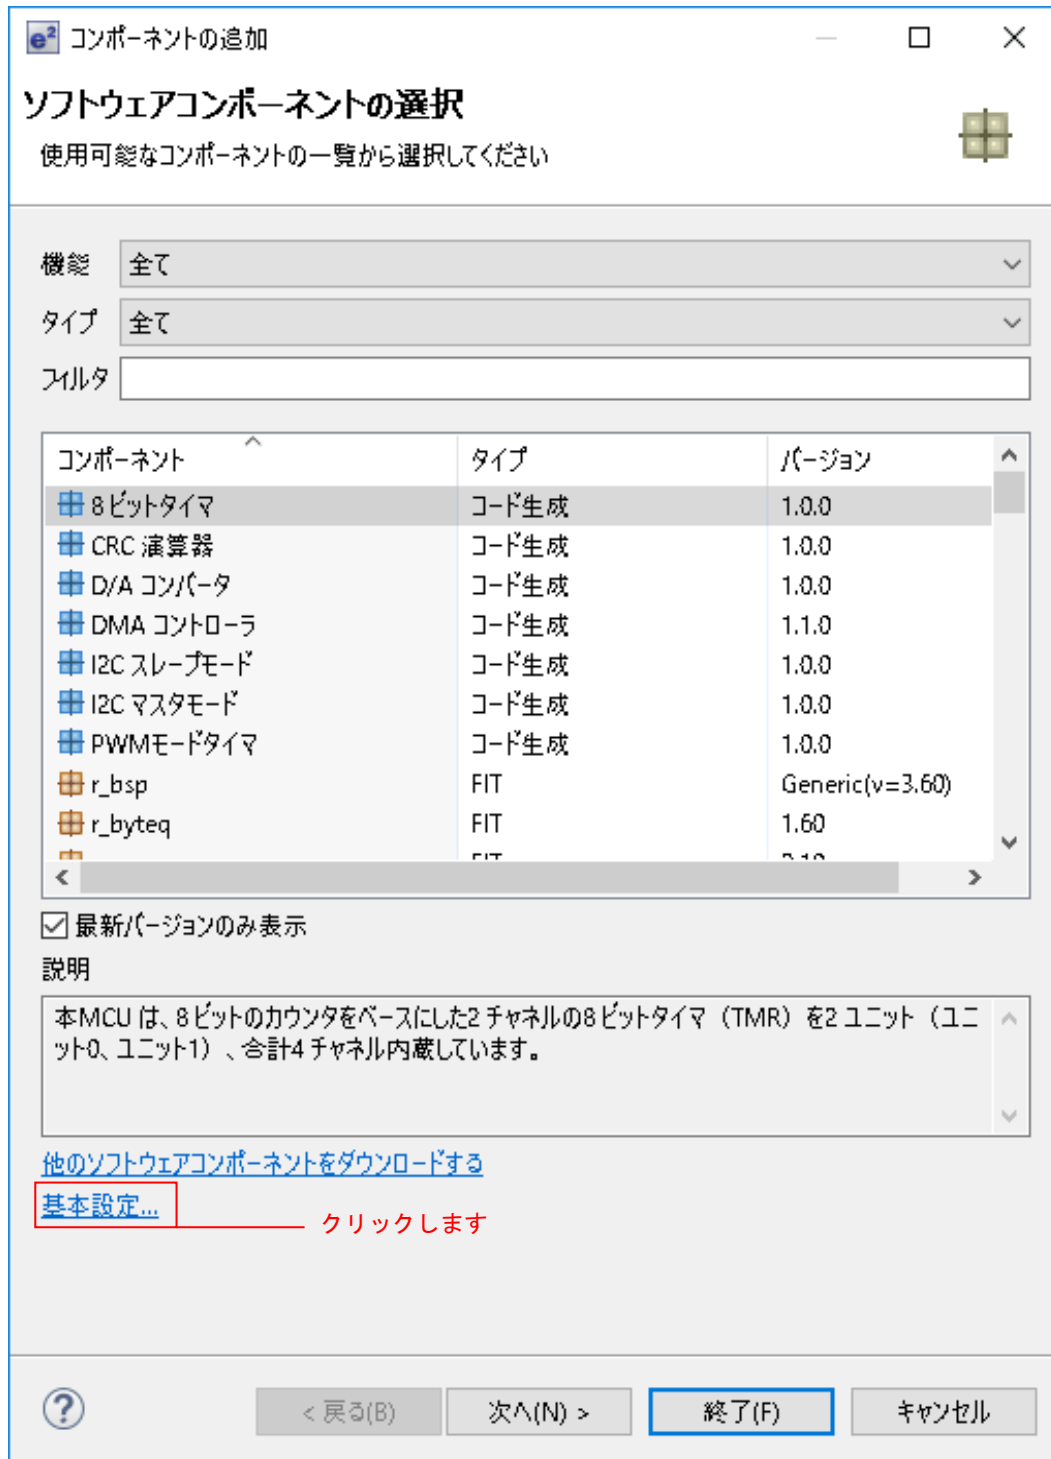 e² コンポーネントの追加
ソフトウェアコンポーネントの選択
使用可能なコンポーネントの一覧から選択してください
機能 全て
タイプ 全て
フィルタ
コンポーネント タイプ バージョン
8 ビットタイマ コード生成 1.0.0
CRC 演算器 コード生成 1.0.0
D/A コンバータ コード生成 1.0.0
DMA コントローラ コード生成 1.1.0
I2C スレーブモード コード生成 1.0.0
I2C マスタモード コード生成 1.0.0
PWMモードタイマ コード生成 1.0.0
r_bsp FIT Generic(v=3.60)
r_byteq FIT 1.60
最新バージョンのみ表示
説明
本MCU は、8 ビットのカウンタをベースにした2 チャネルの8 ビットタイマ（TMR）を2 ユニット（ユニ
ット0、ユニット1）、合計4 チャネル内蔵しています。
他のソフトウェアコンポーネントをダウンロードする
基本設定...
クリックします
< 戻る(B) 次へ(N) > 終了(F) キャンセル